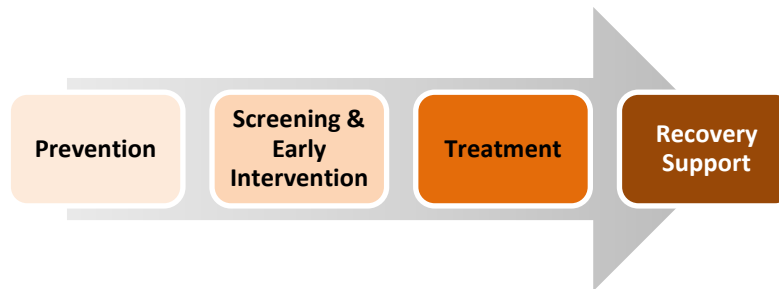 Prevention
Screening &
Early
Intervention
Treatment
Recovery
Support